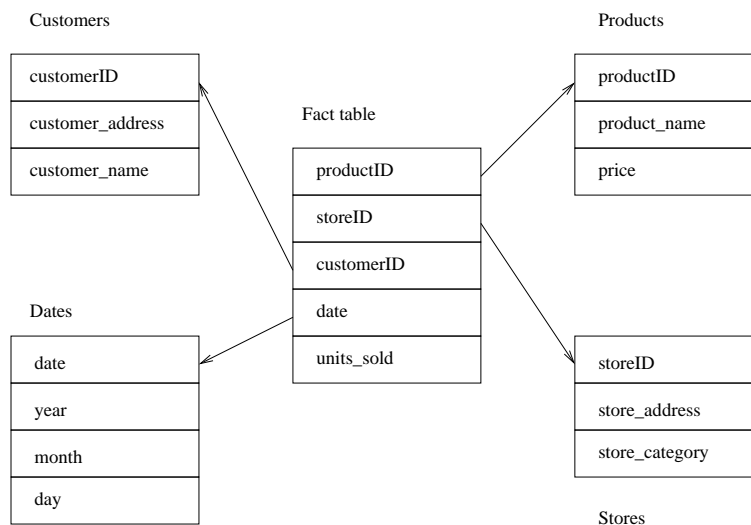 Customers
customerID
customer_address
customer_name
Products
productID
product_name
price
Fact table
productID
storeID
customerID
date
units_sold
Dates
date
year
month
day
storeID
store_address
store_category
Stores